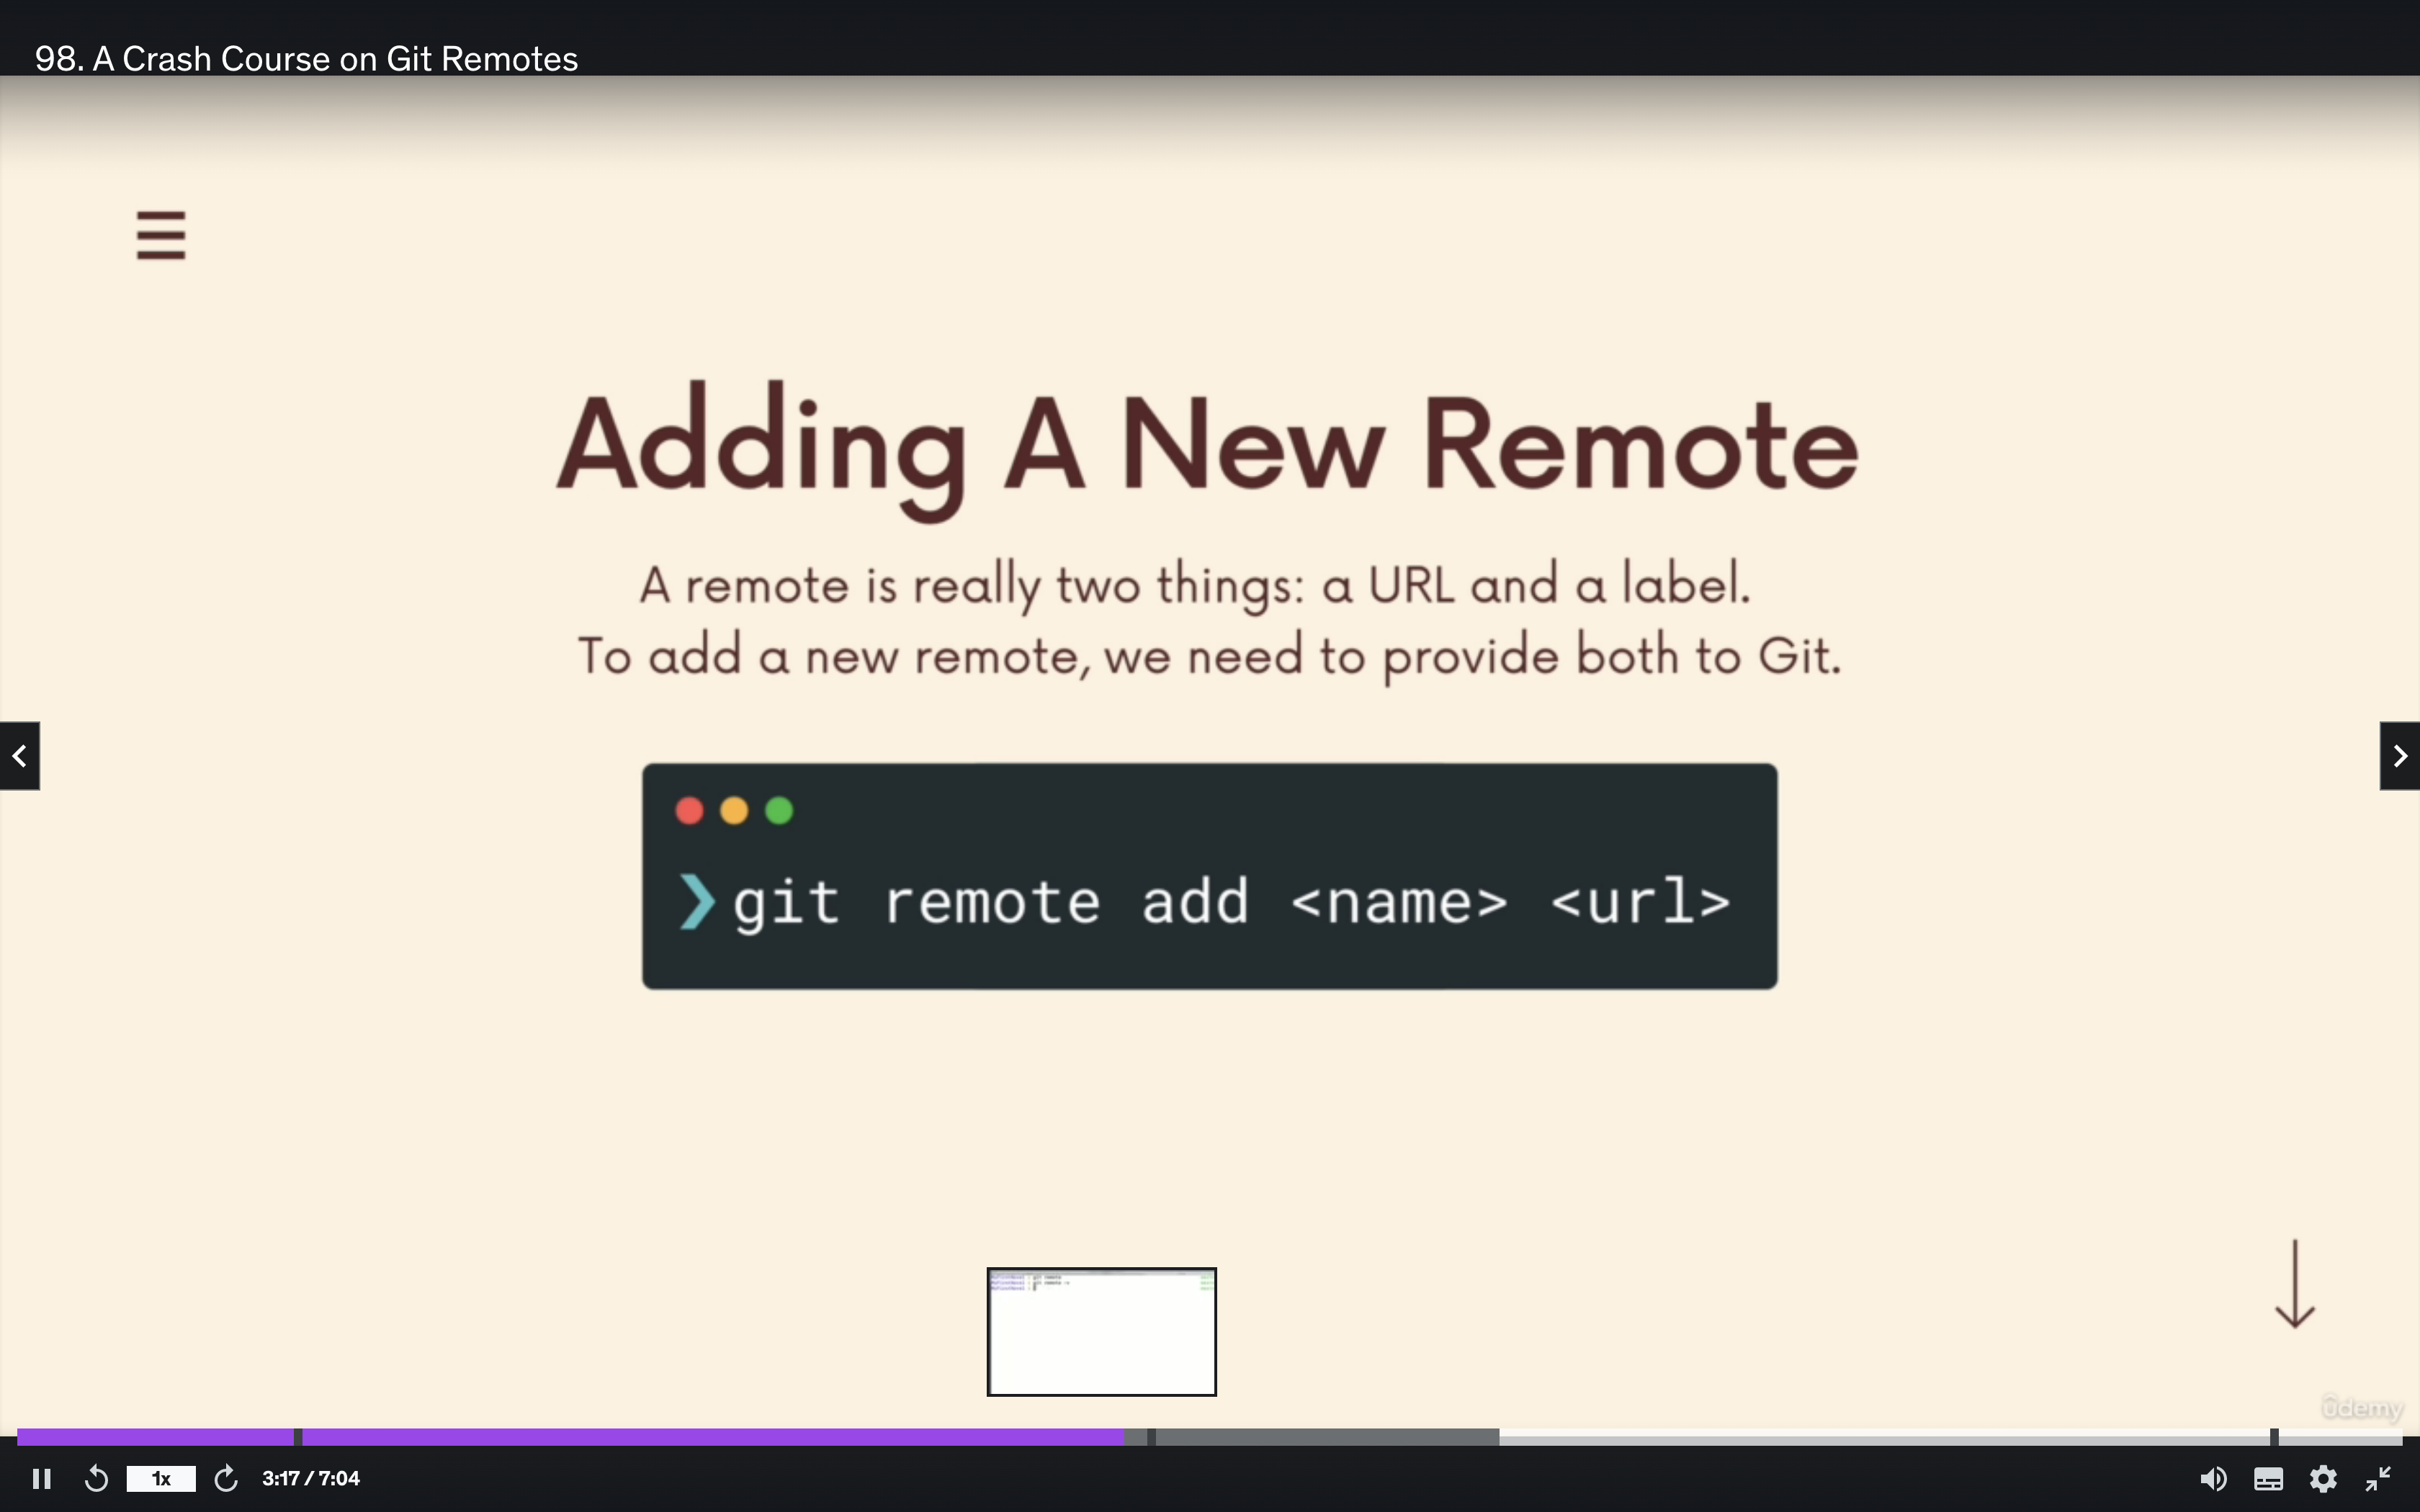 98. A Crash Course on Git Remotes
Adding A New Remote
A remote is really two things: a URL and a label.
To add a new remote, we need to provide both to Git.
❯ git remote add <name> <url>
ûdemy
1x
3:17 / 7:04